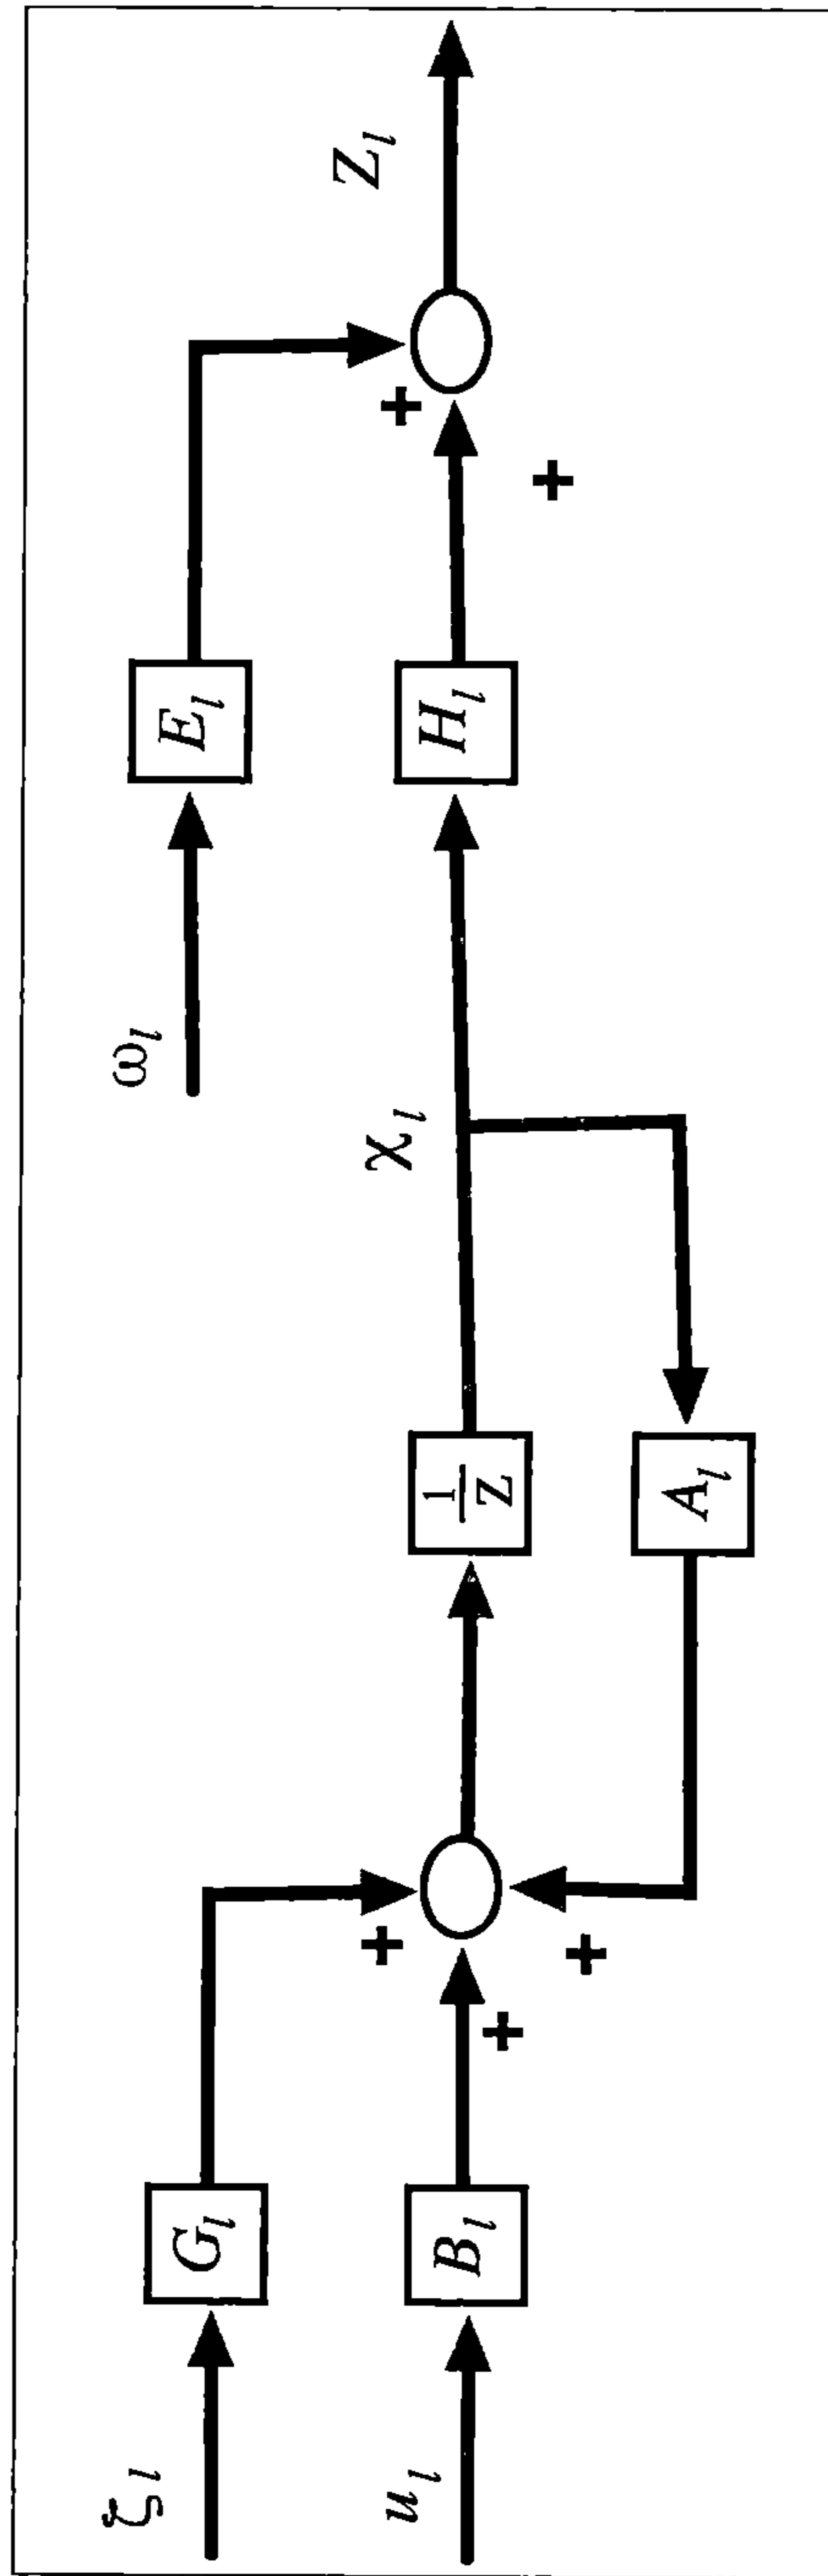 ζ_l
G_l
+
ω_l
E_l
+
Z_l
u_l
B_l
+
1/Z
χ_l
H_l
+
+
A_l